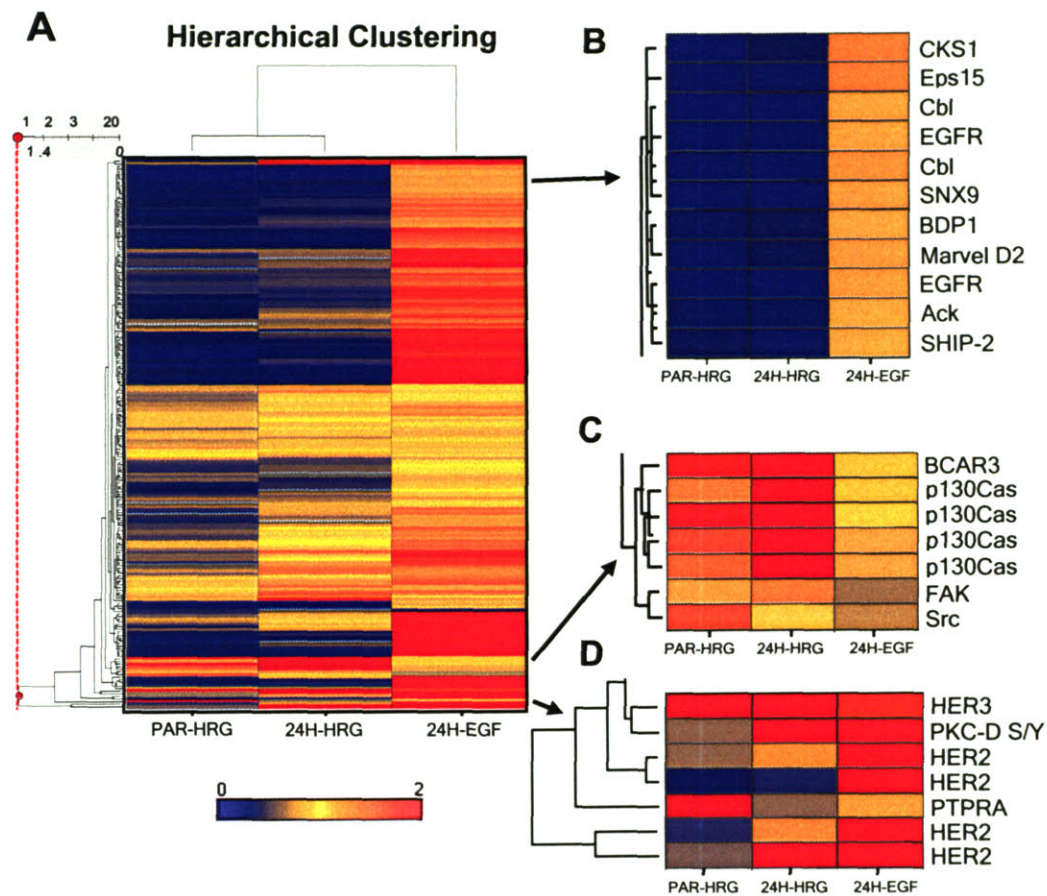 A
Hierarchical Clustering
1 2 3 20
1 .4 0
PAR-HRG 24H-HRG 24H-EGF
0 2
B
CKS1
Eps15
Cbl
EGFR
Cbl
SNX9
BDP1
Marvel D2
EGFR
Ack
SHIP-2
PAR-HRG 24H-HRG 24H-EGF
C
BCAR3
p130Cas
p130Cas
p130Cas
p130Cas
FAK
Src
PAR-HRG 24H-HRG 24H-EGF
D
HER3
PKC-D S/Y
HER2
HER2
PTPRA
HER2
HER2
PAR-HRG 24H-HRG 24H-EGF